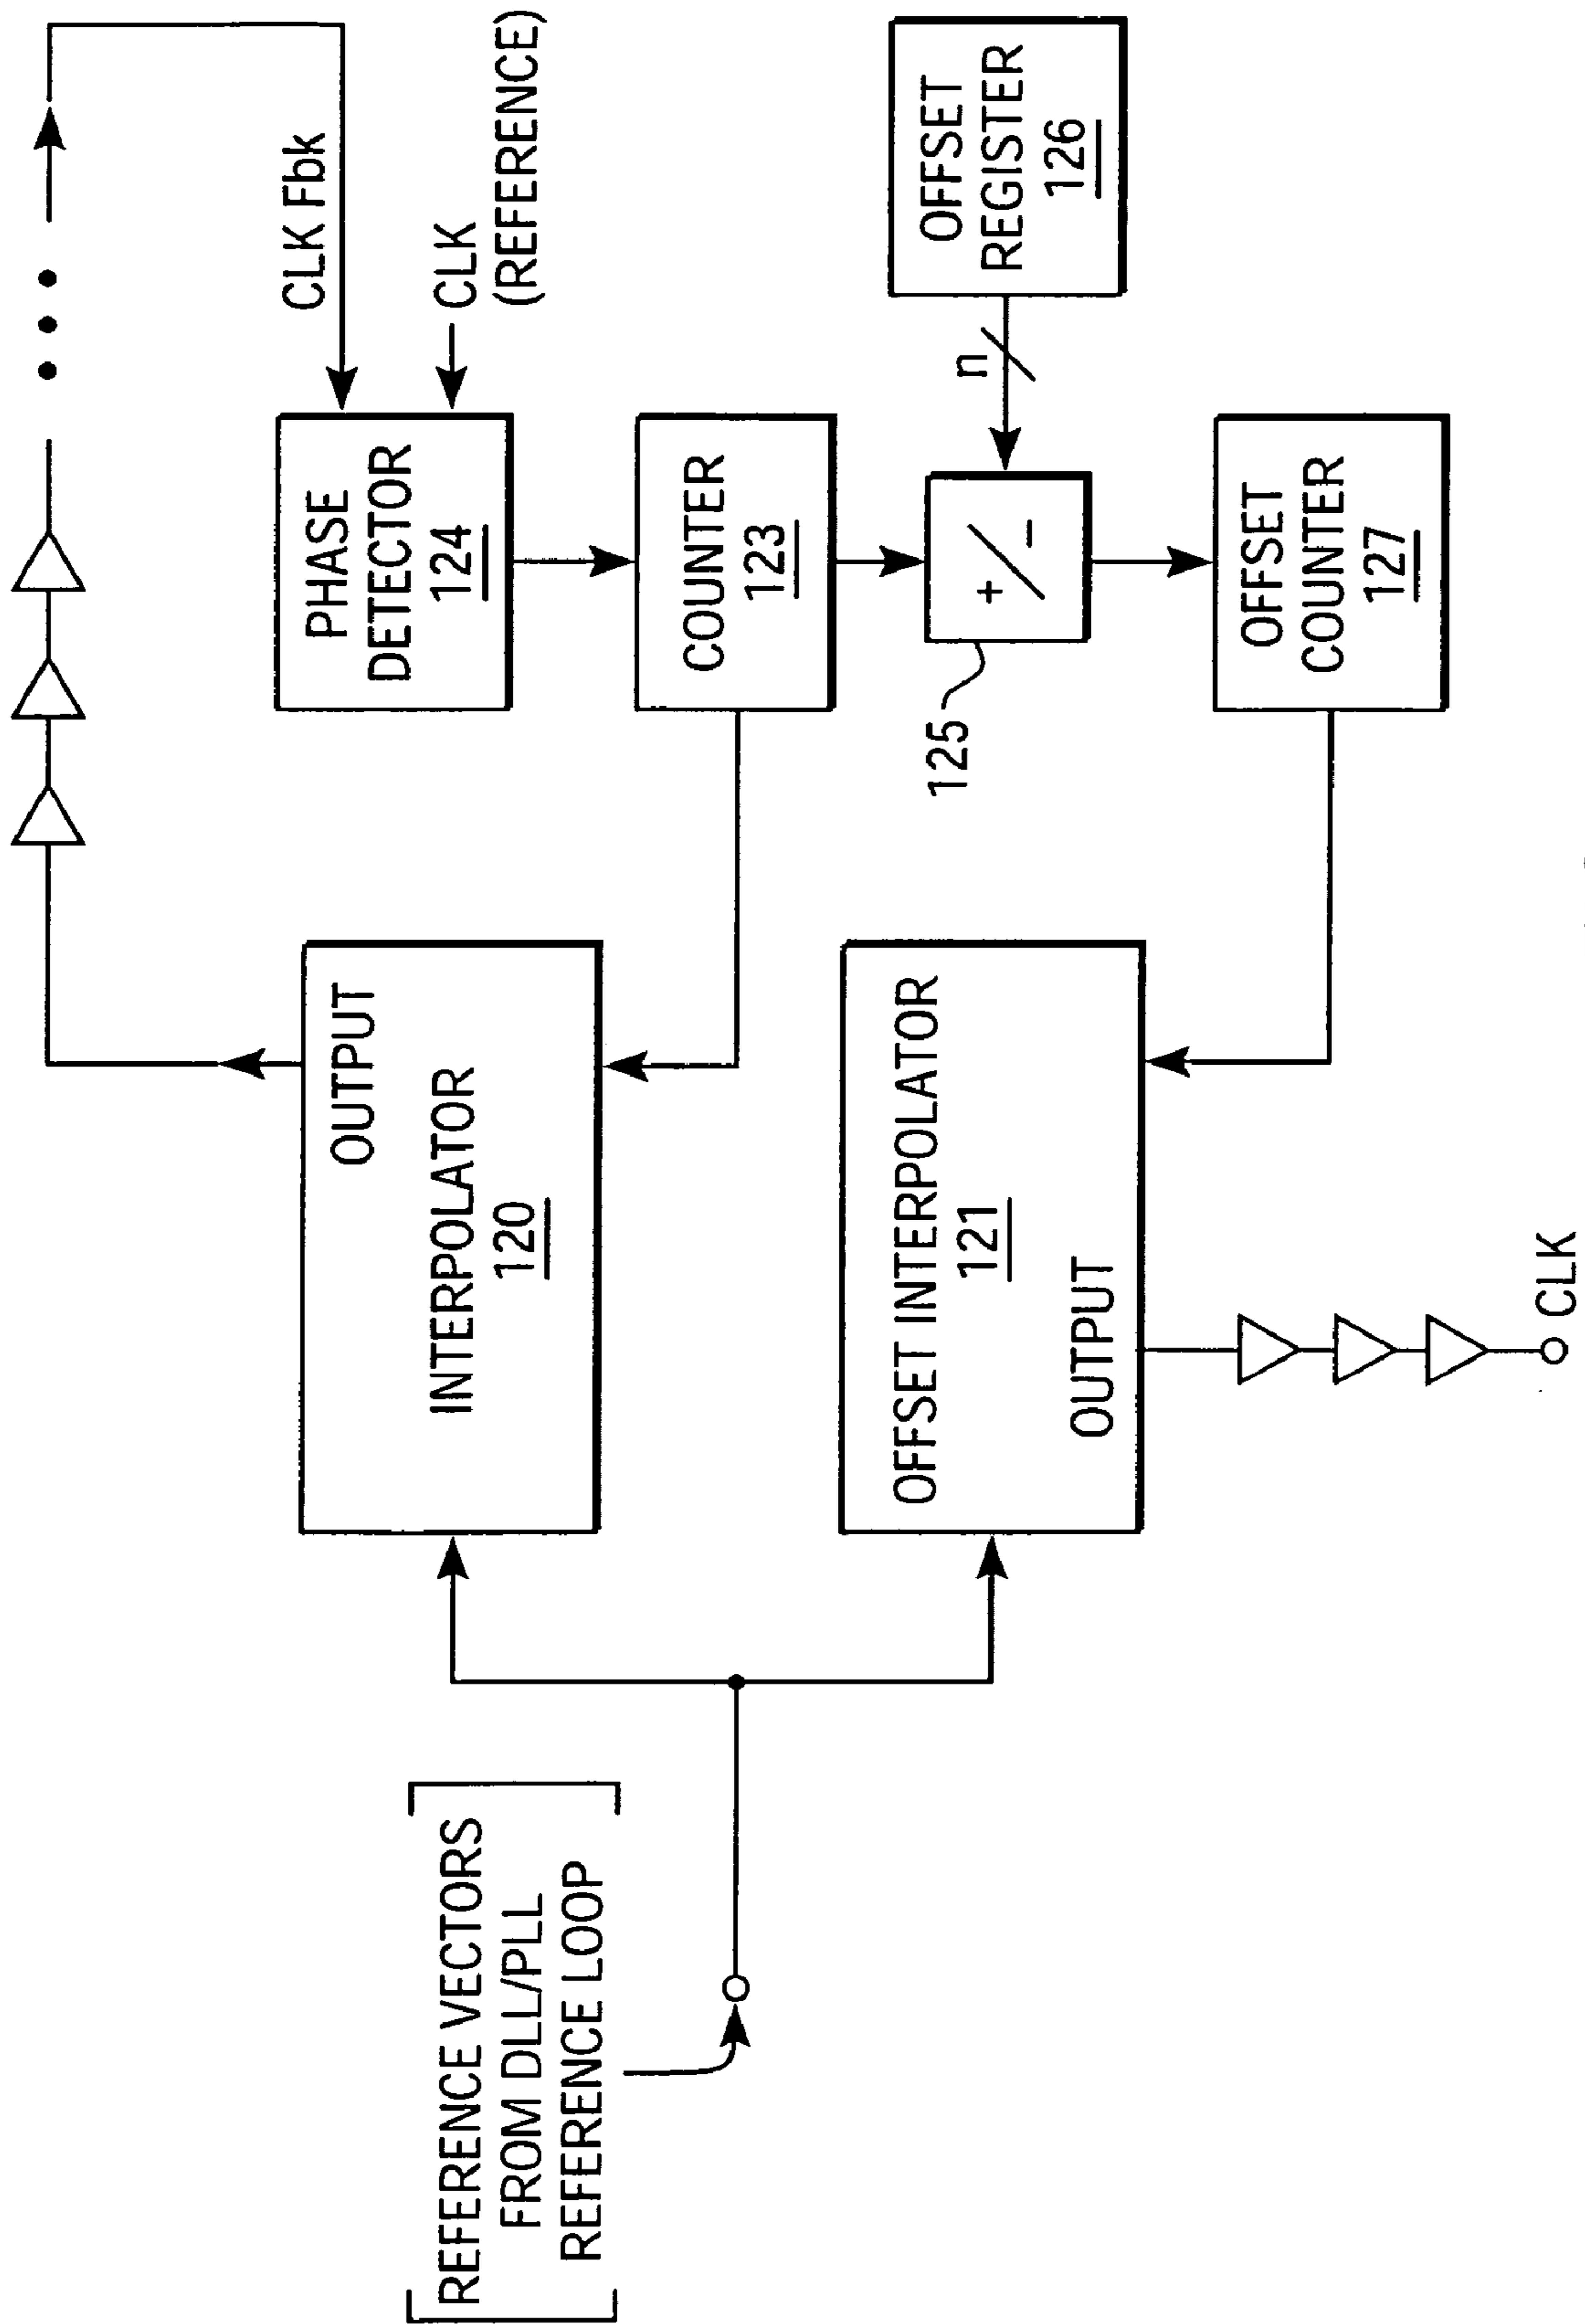 REFERENCE VECTORS
FROM DLL/PLL
REFERENCE LOOP
OUTPUT
INTERPOLATOR
120
OFFSET INTERPOLATOR
121
OUTPUT
CLK
PHASE
DETECTOR
124
CLK Fbk
CLK
(REFERENCE)
COUNTER
123
+/-
125
n
OFFSET
REGISTER
126
OFFSET
COUNTER
127